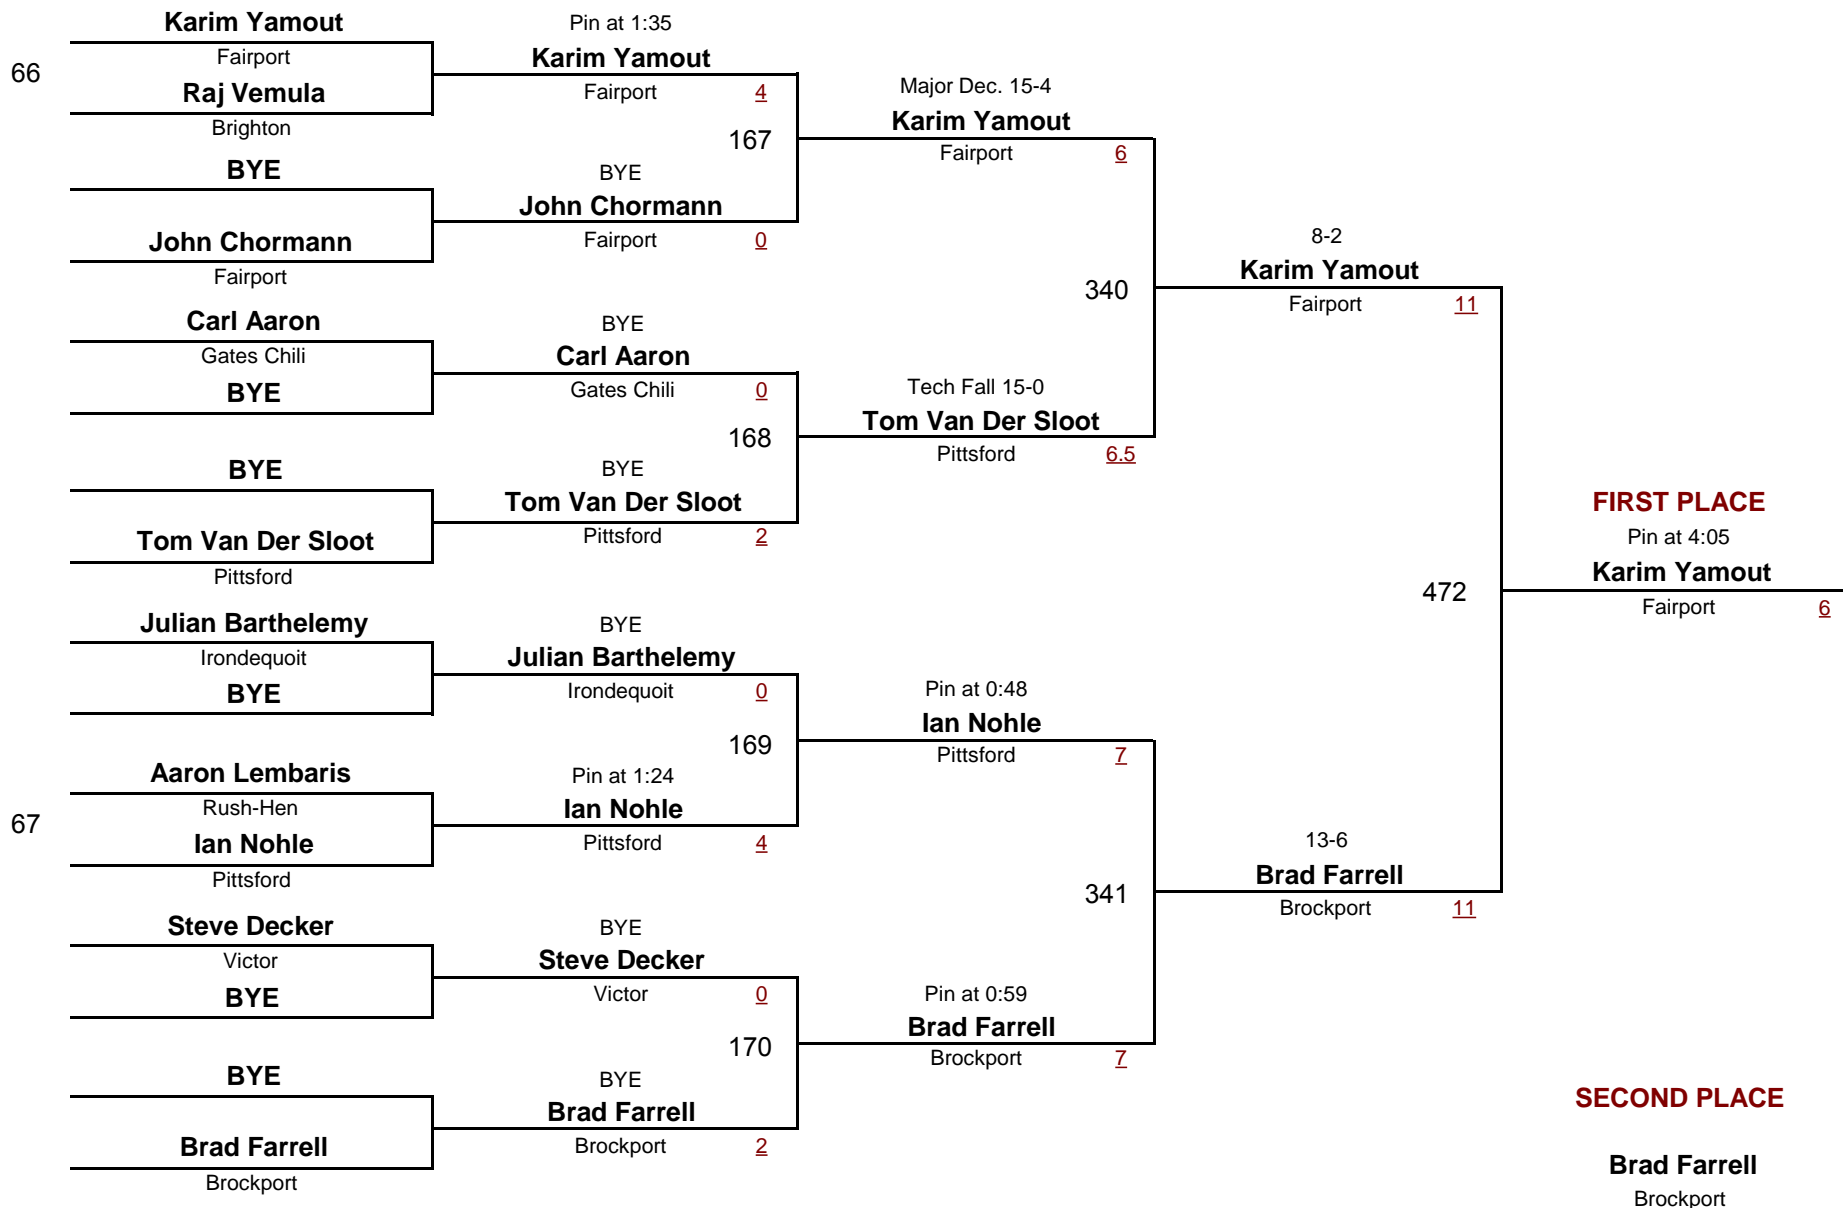 Karim Yamout
Fairport
66
Raj Vemula
Brighton
BYE
John Chormann
Fairport
Carl Aaron
Gates Chili
BYE
BYE
Tom Van Der Sloot
Pittsford
Julian Barthelemy
Irondequoit
BYE
Aaron Lembaris
Rush-Hen
67
Ian Nohle
Pittsford
Steve Decker
Victor
BYE
BYE
Brad Farrell
Brockport
Pin at 1:35
Karim Yamout
Fairport 4
167
BYE
John Chormann
Fairport 0
BYE
Carl Aaron
Gates Chili 0
168
BYE
Tom Van Der Sloot
Pittsford 2
BYE
Julian Barthelemy
Irondequoit 0
169
Pin at 1:24
Ian Nohle
Pittsford 4
BYE
Steve Decker
Victor 0
170
BYE
Brad Farrell
Brockport 2
Major Dec. 15-4
Karim Yamout
Fairport 6
340
Tech Fall 15-0
Tom Van Der Sloot
Pittsford 6.5
Pin at 0:48
Ian Nohle
Pittsford 7
341
Pin at 0:59
Brad Farrell
Brockport 7
8-2
Karim Yamout
Fairport 11
472
13-6
Brad Farrell
Brockport 11
FIRST PLACE
Pin at 4:05
Karim Yamout
Fairport 6
SECOND PLACE
Brad Farrell
Brockport